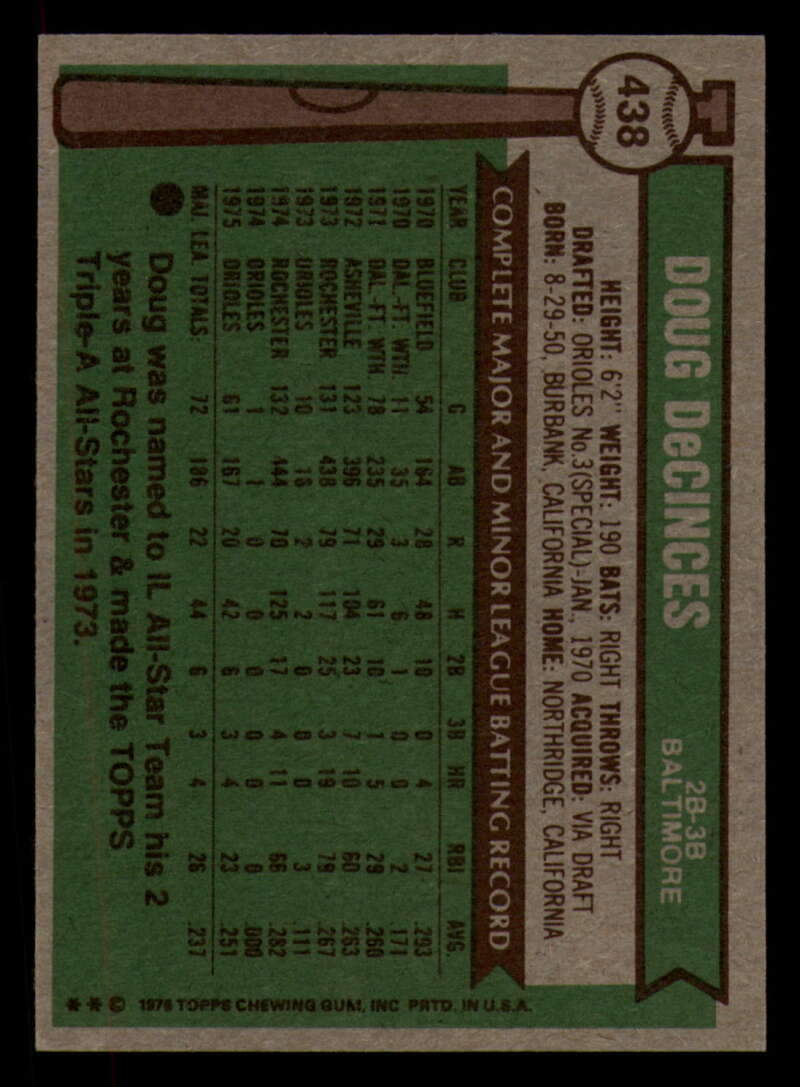 438
DOUG DeCINCES
2B-3B
BALTIMORE
HEIGHT: 6'2" WEIGHT: 190 BATS: RIGHT THROWS: RIGHT
DRAFTED: ORIOLES No.3(SPECIAL)-JAN., 1970 ACQUIRED: VIA DRAFT
BORN: 8-29-50, BURBANK, CALIFORNIA HOME: NORTHRIDGE, CALIFORNIA
COMPLETE MAJOR AND MINOR LEAGUE BATTING RECORD
YEAR CLUB G AB R H 2B 3B HR RBI AVG.
1970 BLUEFIELD 54 164 28 48 10 0 4 27 .293
1970 DAL.-FT. WTH. 11 35 3 6 1 0 0 2 .171
1971 DAL.-FT. WTH. 78 235 29 61 10 1 5 29 .260
1972 ASHEVILLE 123 396 71 104 23 7 10 60 .263
1973 ROCHESTER 131 438 79 117 25 3 19 79 .267
1973 ORIOLES 10 18 2 2 0 0 0 3 .111
1974 ROCHESTER 132 444 70 125 17 4 11 66 .282
1974 ORIOLES 1 1 0 0 0 0 0 0 .000
1975 ORIOLES 61 167 20 42 6 3 4 23 .251
MAJ. LEA. TOTALS: 72 186 22 44 6 3 4 26 .237
Doug was named to IL All-Star Team his 2
years at Rochester & made the TOPPS
Triple-A All-Stars in 1973.
* * © 1976 TOPPS CHEWING GUM, INC PRTD. IN U.S.A.